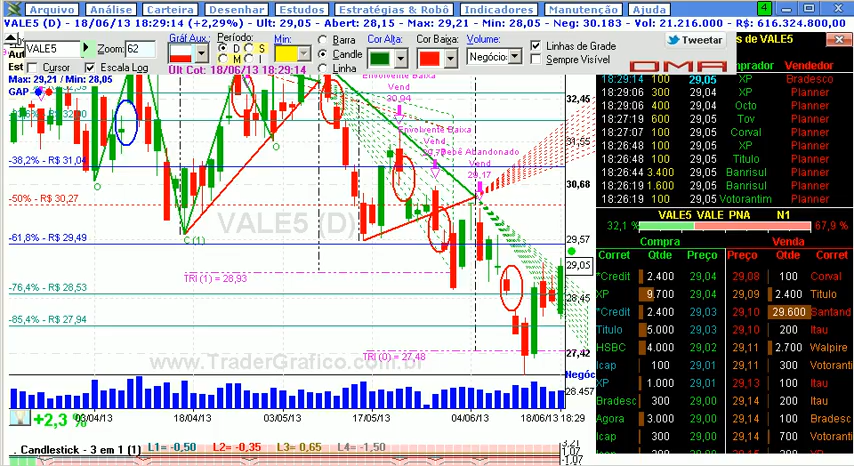 Arquivo Análise Carteira Desenhar Estudos Estratégias & Robô Indicadores Manutenção Ajuda 4
VALE5 (D) - 18/06/13 18:29:14 (+2,29%) - Ult: 29,05 - Abert: 28,15 - Max: 29,21 - Min: 28,05 - Neg: 30.183 - Vol: 21.216.000 - R$: 616.324.800,00
VALE5 Zoom: 62
Cursor Escala Log
Gráf Aux.: Período: D S M I Min:
Barra
Candle
Linha
Cor Alta: Cor Baixa: Volume: Negócio
Linhas de Grade
Sempre Visível
Tweetar
DMA
s de VALE5
Últ Cot: 18/06/13 - 18:29:14
Max: 29,21 / Min: 28,05
GAP
38,2% - R$ 31,04
50% - R$ 30,27
61,8% - R$ 29,49
76,4% - R$ 28,53
85,4% - R$ 27,94
Envolvente Baixa
Vend
30,94
Envolvente Baixa
Vend
Bebê Abandonado
Vend
29,17
O
O
C (1)
VALE5 (D)
TRI (1) = 28,93
TRI (0) = 27,48
www.TraderGrafico.com.br
32,45
31,55
30,68
29,57
29,05
28,45
27,42
Negóc
28.457
+2,3 %
03/04/13 18/04/13 03/05/13 17/05/13 04/06/13 18/06/13 18:29
. Candlestick - 3 em 1 (1) L1= -0,50 L2= -0,35 L3= 0,65 L4= -1,50
3,21
1,07
-1,07
mprador Vendedor
18:29:14 100 29,05 XP Bradesco
18:29:06 300 29,04 XP Planner
18:29:06 400 29,04 Octo Planner
18:27:19 600 29,05 Tov Planner
18:27:07 100 29,05 Corval Planner
18:26:48 100 29,05 XP Planner
18:26:48 100 29,05 Titulo Planner
18:26:44 3.400 29,05 Banrisul Planner
18:26:19 1.600 29,05 Banrisul Planner
18:26:19 100 29,05 Votorantim Planner
32,1 % VALE5 VALE PNA N1 67,9 %
Compra Venda
Corret Qtde Preço Preço Qtde Corret
*Credit 2.400 29,04 29,08 100 Corval
XP 9.700 29,04 29,09 2.400 Titulo
*Credit 2.400 29,03 29,10 29.600 Santand
Titulo 5.000 29,03 29,10 200 Itau
HSBC 4.000 29,02 29,11 2.700 Walpire
Icap 100 29,01 29,12 300 Votoranti
XP 1.000 29,01 29,13 100 Itau
Bradesc 300 29,01 29,14 200 Itau
Agora 3.000 29,00 29,14 100 Bradesc
Icap 300 29,00 29,14 700 Votoranti